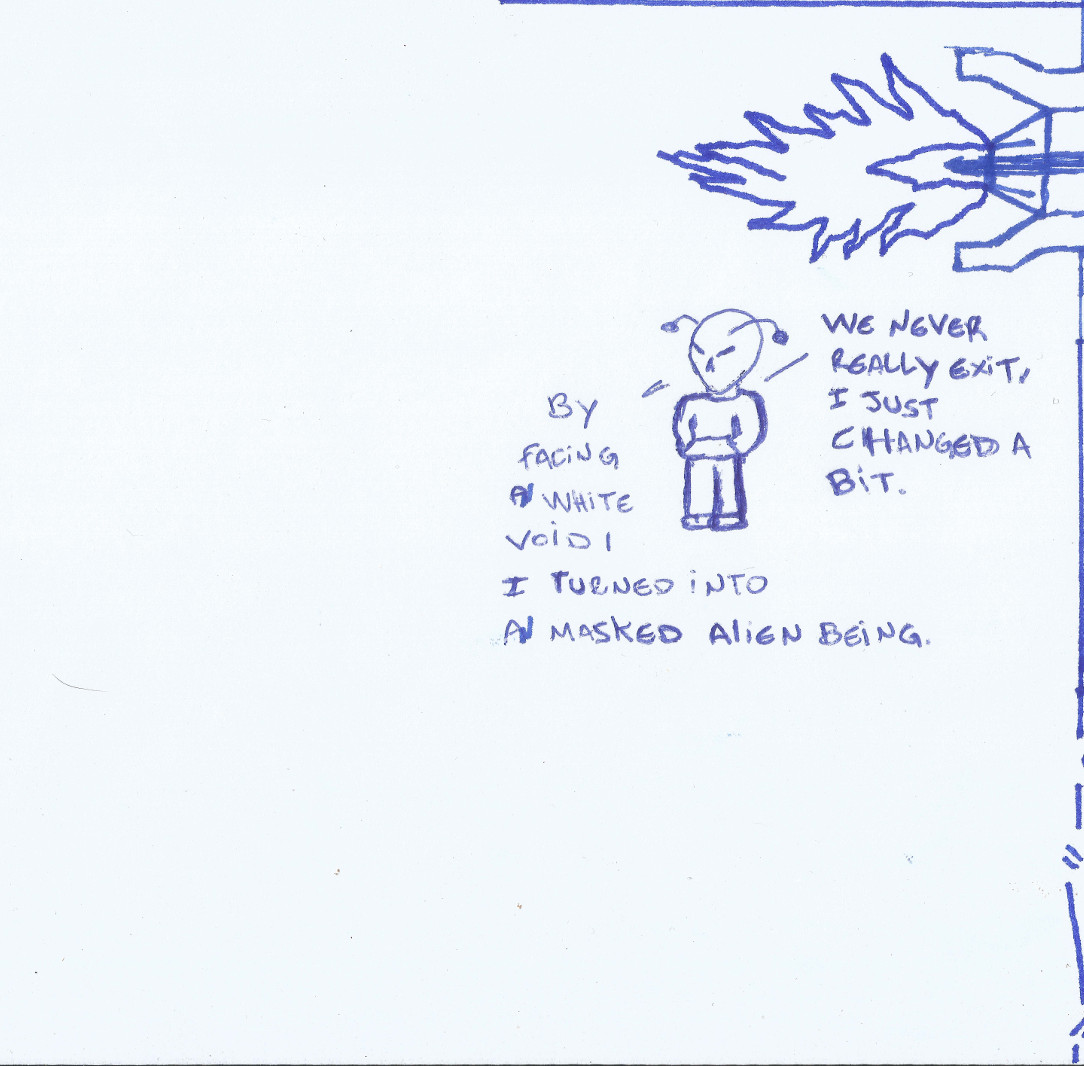 WE NEVER
REALLY EXIT,
I JUST
CHANGED A
BIT.
BY
FACING
A WHITE
VOID I
I TURNED INTO
A MASKED ALIEN BEING.